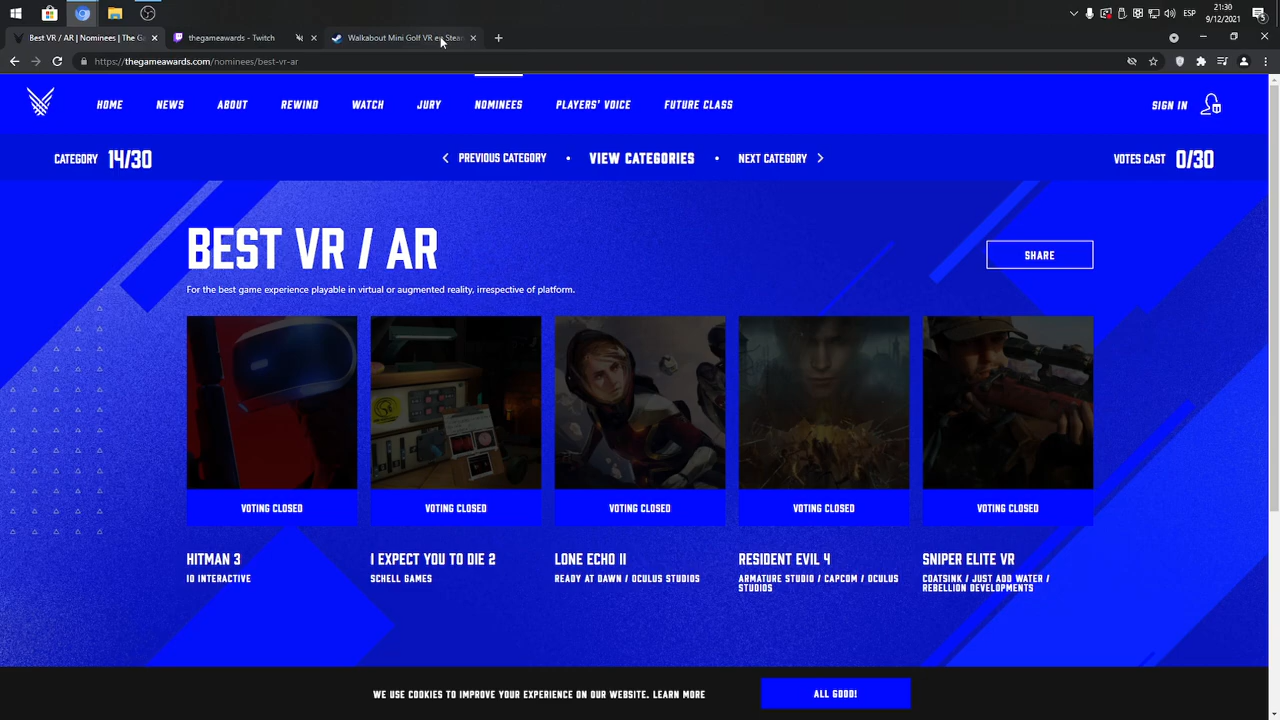 21:30
ESP
9/12/2021
Best VR / AR | Nominees | The Ga
thegameawards - Twitch
Walkabout Mini Golf VR en Steam
https://thegameawards.com/nominees/best-vr-ar
HOME NEWS ABOUT REWIND WATCH JURY NOMINEES PLAYERS' VOICE FUTURE CLASS SIGN IN
CATEGORY 14/30 PREVIOUS CATEGORY • VIEW CATEGORIES • NEXT CATEGORY VOTES CAST 0/30
BEST VR / AR
SHARE
For the best game experience playable in virtual or augmented reality, irrespective of platform.
VOTING CLOSED VOTING CLOSED VOTING CLOSED VOTING CLOSED VOTING CLOSED
HITMAN 3
IO INTERACTIVE
I EXPECT YOU TO DIE 2
SCHELL GAMES
LONE ECHO II
READY AT DAWN / OCULUS STUDIOS
RESIDENT EVIL 4
ARMATURE STUDIO / CAPCOM / OCULUS
STUDIOS
SNIPER ELITE VR
COATSINK / JUST ADD WATER /
REBELLION DEVELOPMENTS
WE USE COOKIES TO IMPROVE YOUR EXPERIENCE ON OUR WEBSITE. LEARN MORE
ALL GOOD!